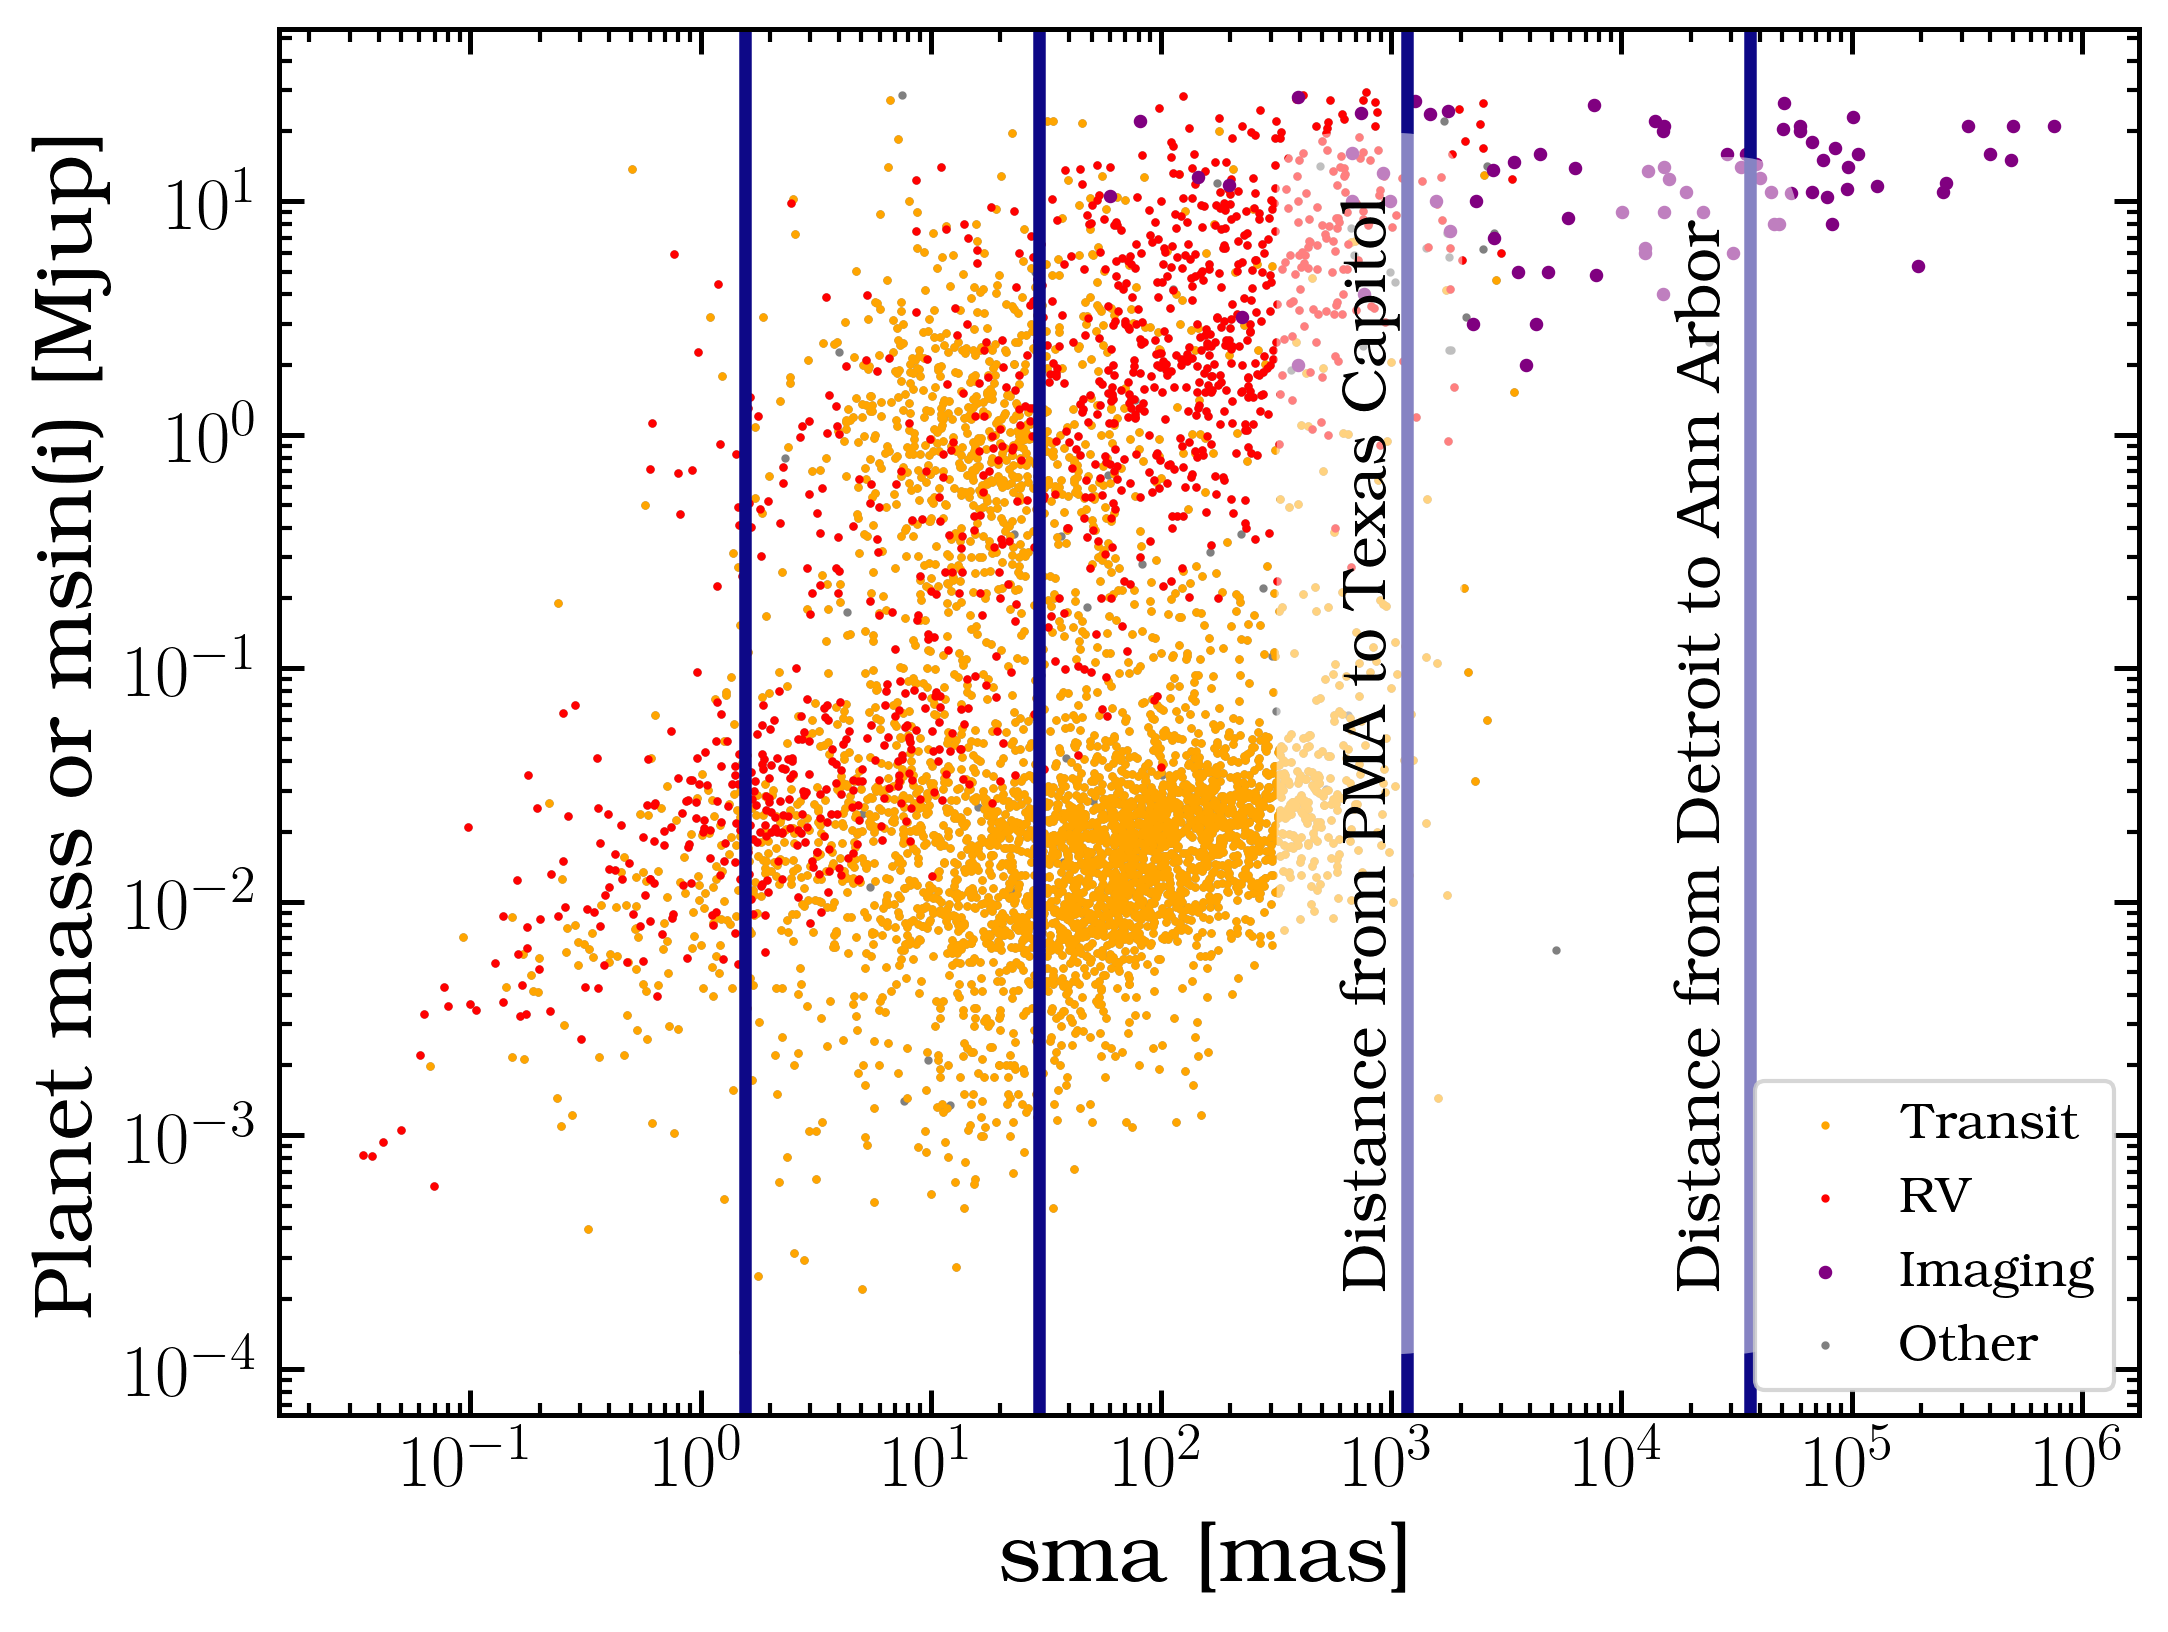 Planet mass or msin(i) [Mjup]
10^1
10^0
10^-1
10^-2
10^-3
10^-4
Distance from PMA to Texas Capitol
Distance from Detroit to Ann Arbor
Transit
RV
Imaging
Other
10^-1 10^0 10^1 10^2 10^3 10^4 10^5 10^6
sma [mas]